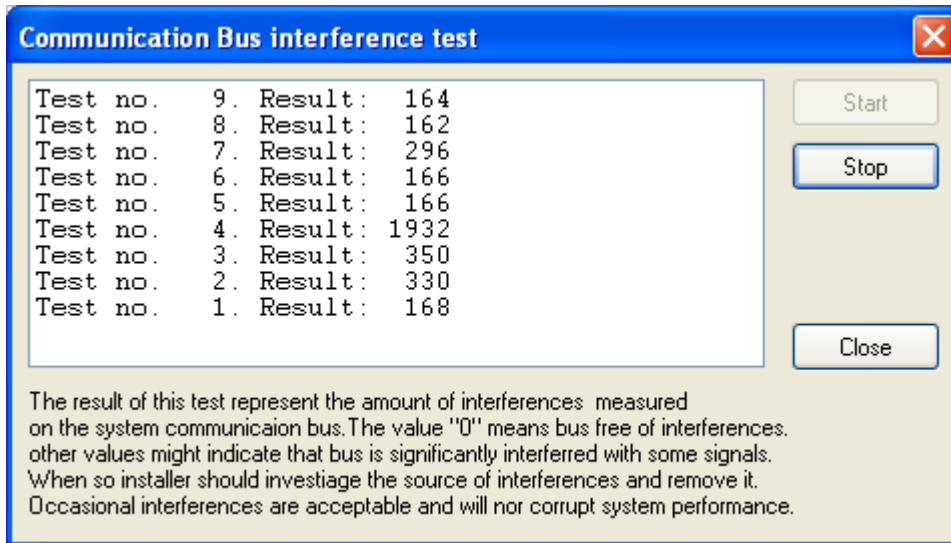 Communication Bus interference test
Test no. 9. Result: 164
Test no. 8. Result: 162
Test no. 7. Result: 296
Test no. 6. Result: 166
Test no. 5. Result: 166
Test no. 4. Result: 1932
Test no. 3. Result: 350
Test no. 2. Result: 330
Test no. 1. Result: 168
Start
Stop
Close
The result of this test represent the amount of interferences measured
on the system communicaion bus.The value "0" means bus free of interferences.
other values might indicate that bus is significantly interferred with some signals.
When so installer should investiage the source of interferences and remove it.
Occasional interferences are acceptable and will nor corrupt system performance.